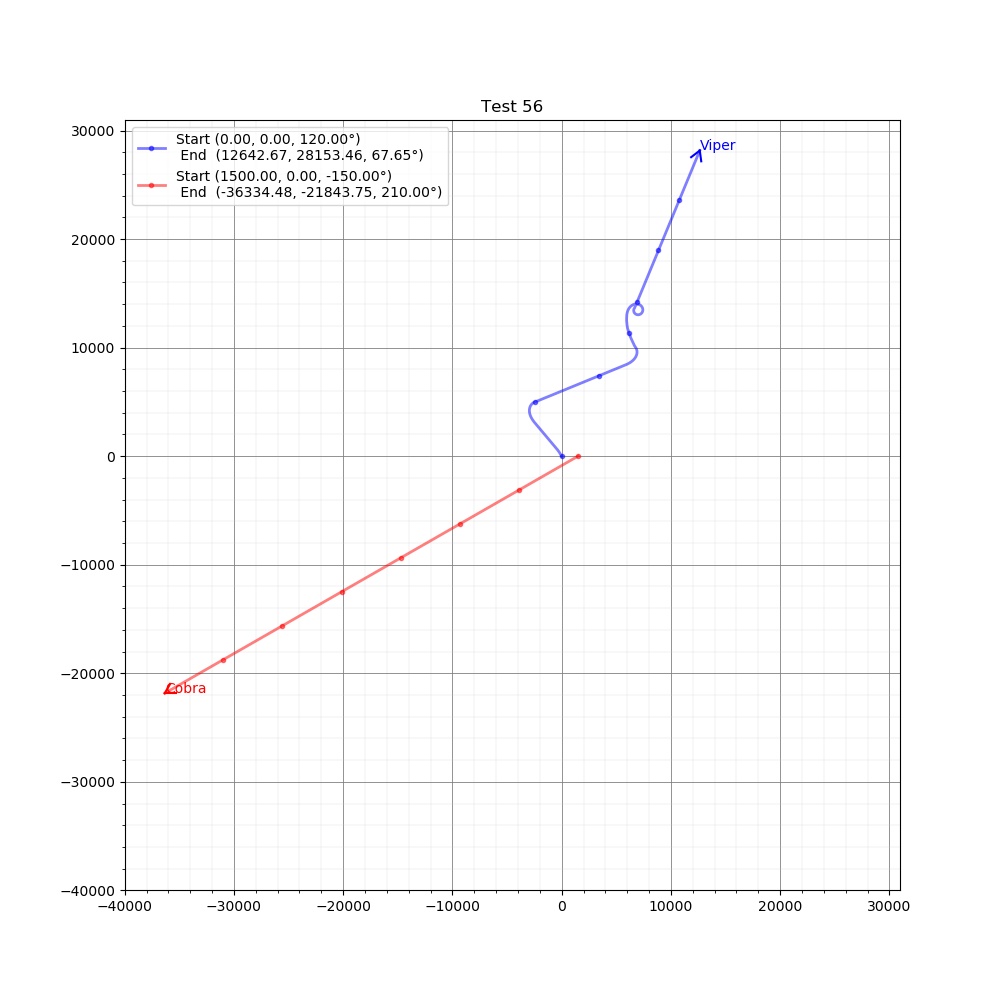 Test 56
Start (0.00, 0.00, 120.00°)
End (12642.67, 28153.46, 67.65°)
Start (1500.00, 0.00, -150.00°)
End (-36334.48, -21843.75, 210.00°)
Viper
Cobra
30000
20000
10000
0
−10000
−20000
−30000
−40000
−40000 −30000 −20000 −10000 0 10000 20000 30000